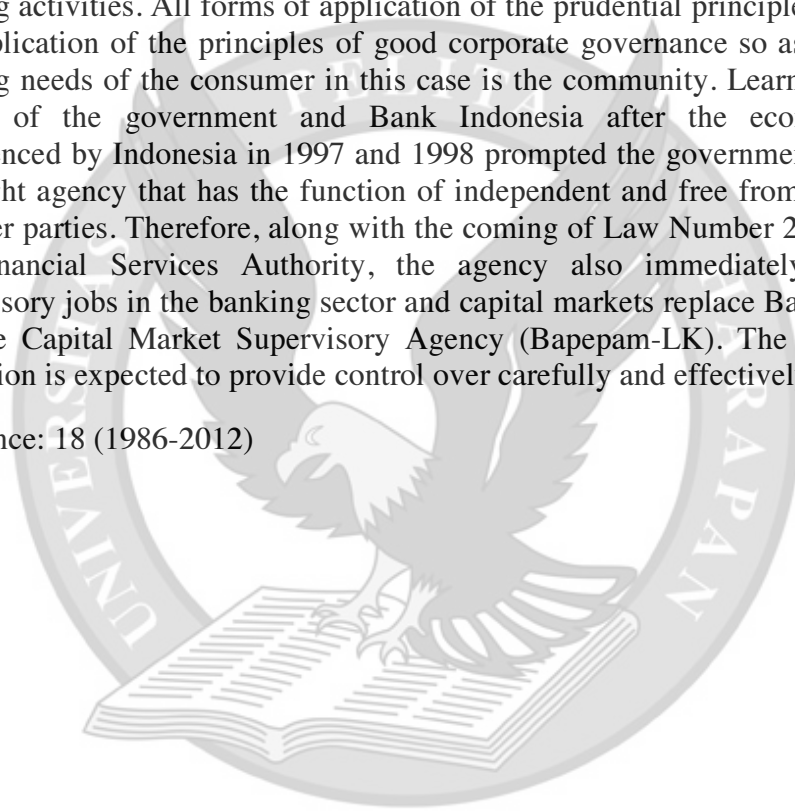 g activities. All forms of application of the prudential principle
plication of the principles of good corporate governance so as
g needs of the consumer in this case is the community. Learn
of the government and Bank Indonesia after the eco
enced by Indonesia in 1997 and 1998 prompted the governme
ht agency that has the function of independent and free from
er parties. Therefore, along with the coming of Law Number 2
nancial Services Authority, the agency also immediately
sory jobs in the banking sector and capital markets replace Ba
e Capital Market Supervisory Agency (Bapepam-LK). The
ion is expected to provide control over carefully and effectivel
nce: 18 (1986-2012)
UNIVERSITAS PELITA HARAPAN